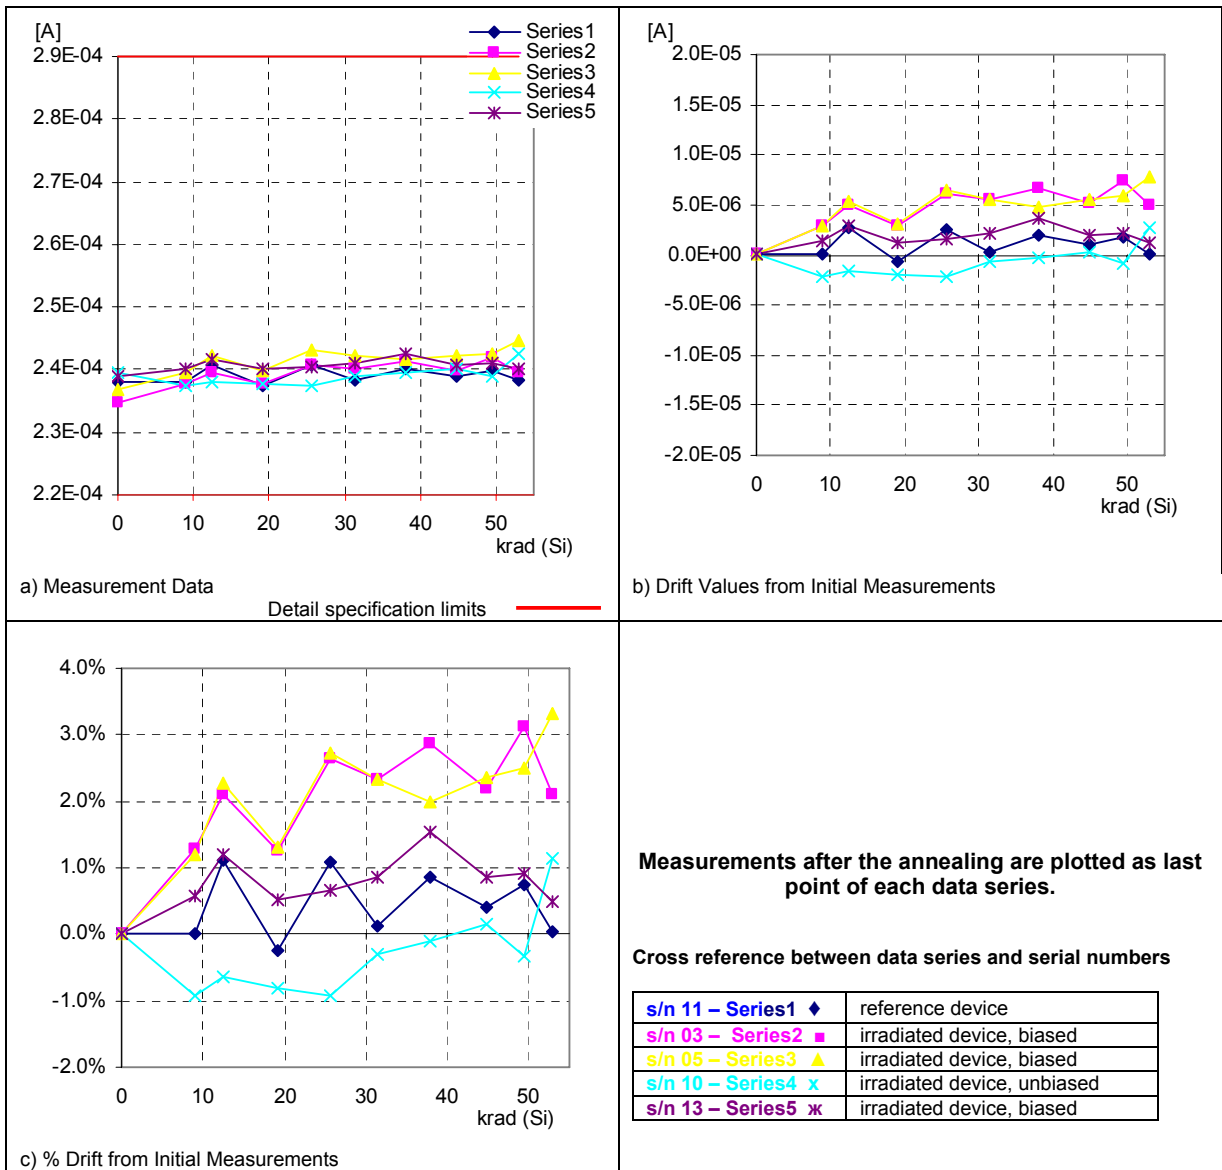 [A]
Series1
Series2
Series3
Series4
Series5
2.9E-04
2.8E-04
2.7E-04
2.6E-04
2.5E-04
2.4E-04
2.3E-04
2.2E-04
0 10 20 30 40 50
krad (Si)
a) Measurement Data
Detail specification limits
[A]
2.0E-05
1.5E-05
1.0E-05
5.0E-06
0.0E+00
-5.0E-06
-1.0E-05
-1.5E-05
-2.0E-05
0 10 20 30 40 50
krad (Si)
b) Drift Values from Initial Measurements
4.0%
3.0%
2.0%
1.0%
0.0%
-1.0%
-2.0%
0 10 20 30 40 50
krad (Si)
c) % Drift from Initial Measurements
Measurements after the annealing are plotted as last
point of each data series.
Cross reference between data series and serial numbers
s/n 11 – Series1 ♦ reference device
s/n 03 – Series2 ■ irradiated device, biased
s/n 05 – Series3 ▲ irradiated device, biased
s/n 10 – Series4 x irradiated device, unbiased
s/n 13 – Series5 ж irradiated device, biased